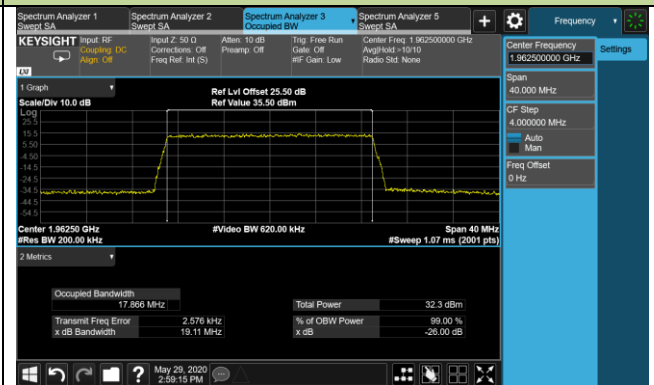 Spectrum Analyzer 1
Swept SA
Spectrum Analyzer 2
Swept SA
Spectrum Analyzer 3
Occupied BW
Spectrum Analyzer 5
Swept SA
Frequency
KEYSIGHT
Input: RF
Coupling: DC
Align: Off
Input Z: 50 Ω
Corrections: Off
Freq Ref: Int (S)
Atten: 10 dB
Preamp: Off
Trig: Free Run
Gate: Off
#IF Gain: Low
Center Freq: 1.962500000 GHz
Avg|Hold:>10/10
Radio Std: None
LXI
Center Frequency
1.962500000 GHz
Settings
Span
40.000 MHz
CF Step
4.000000 MHz
Auto
Man
Freq Offset
0 Hz
1 Graph
Scale/Div 10.0 dB
Ref Lvl Offset 25.50 dB
Ref Value 35.50 dBm
Log
25.5
15.5
5.50
-4.50
-14.5
-24.5
-34.5
-44.5
-54.5
Center 1.96250 GHz
#Res BW 200.00 kHz
#Video BW 620.00 kHz
Span 40 MHz
#Sweep 1.07 ms (2001 pts)
2 Metrics
Occupied Bandwidth
17.866 MHz
Total Power 32.3 dBm
Transmit Freq Error 2.576 kHz
% of OBW Power 99.00 %
x dB Bandwidth 19.11 MHz
x dB -26.00 dB
?
May 29, 2020
2:59:15 PM